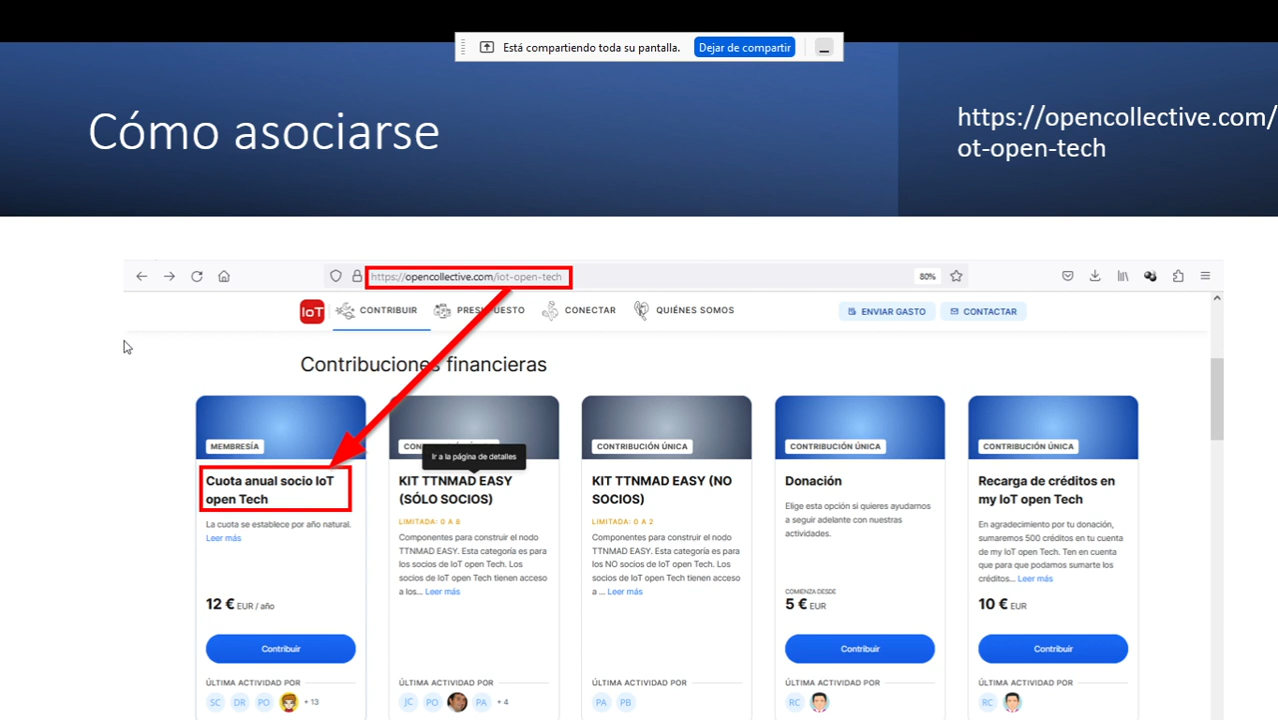 Está compartiendo toda su pantalla.
Dejar de compartir
Cómo asociarse
https://opencollective.com/
ot-open-tech
https://opencollective.com/iot-open-tech
80%
IoT
CONTRIBUIR
PRESUPUESTO
CONECTAR
QUIÉNES SOMOS
ENVIAR GASTO
CONTACTAR
Contribuciones financieras
MEMBRESÍA
Cuota anual socio IoT
open Tech
La cuota se establece por año natural.
Leer más
12 € EUR / año
Contribuir
ÚLTIMA ACTIVIDAD POR
SC DR PO + 13
Ir a la página de detalles
KIT TTNMAD EASY
(SÓLO SOCIOS)
LIMITADA: 0 A 8
Componentes para construir el nodo
TTNMAD EASY. Esta categoría es para
los socios de IoT open Tech. Los
socios de IoT open Tech tienen acceso
a los... Leer más
ÚLTIMA ACTIVIDAD POR
JC PO PA + 4
CONTRIBUCIÓN ÚNICA
KIT TTNMAD EASY (NO
SOCIOS)
LIMITADA: 0 A 2
Componentes para construir el nodo
TTNMAD EASY. Esta categoría es para
los NO socios de IoT open Tech. Los
socios de IoT open Tech tienen acceso
a ... Leer más
ÚLTIMA ACTIVIDAD POR
PA PB
CONTRIBUCIÓN ÚNICA
Donación
Elige esta opción si quieres ayudarnos
a seguir adelante con nuestras
actividades.
COMIENZA DESDE
5 € EUR
Contribuir
ÚLTIMA ACTIVIDAD POR
RC
CONTRIBUCIÓN ÚNICA
Recarga de créditos en
my IoT open Tech
En agradecimiento por tu donación,
sumaremos 500 créditos en tu cuenta
de my IoT open Tech. Ten en cuenta
que para que podamos sumarte los
créditos... Leer más
10 € EUR
Contribuir
ÚLTIMA ACTIVIDAD POR
RC